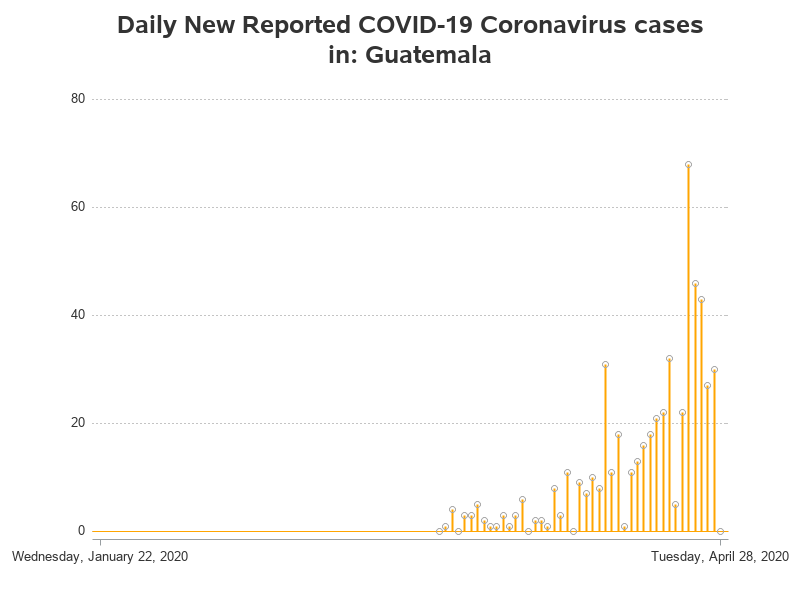 Daily New Reported COVID-19 Coronavirus cases
in: Guatemala
80
60
40
20
0
Wednesday, January 22, 2020
Tuesday, April 28, 2020